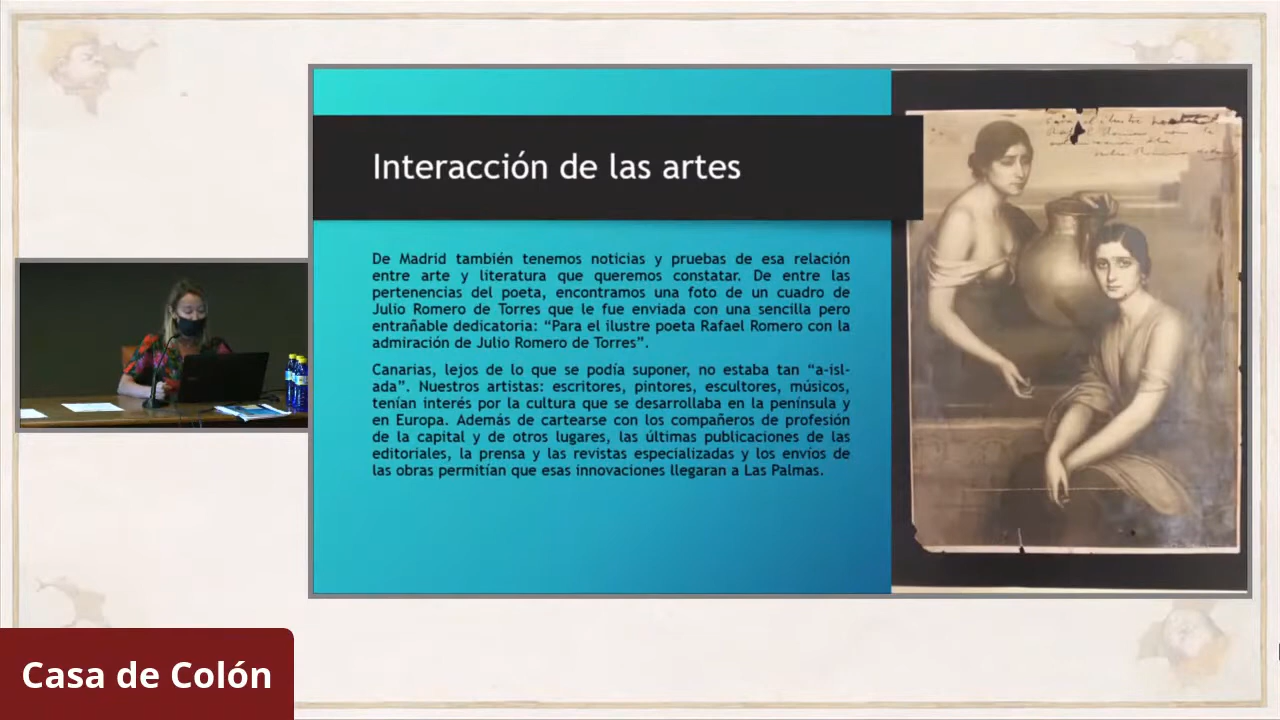 Interacción de las artes
De Madrid también tenemos noticias y pruebas de esa relación
entre arte y literatura que queremos constatar. De entre las
pertenencias del poeta, encontramos una foto de un cuadro de
Julio Romero de Torres que le fue enviada con una sencilla pero
entrañable dedicatoria: “Para el ilustre poeta Rafael Romero con la
admiración de Julio Romero de Torres”.
Canarias, lejos de lo que se podía suponer, no estaba tan “a-isl-
ada”. Nuestros artistas: escritores, pintores, escultores, músicos,
tenían interés por la cultura que se desarrollaba en la península y
en Europa. Además de cartearse con los compañeros de profesión
de la capital y de otros lugares, las últimas publicaciones de las
editoriales, la prensa y las revistas especializadas y los envíos de
las obras permitían que esas innovaciones llegaran a Las Palmas.
Casa de Colón